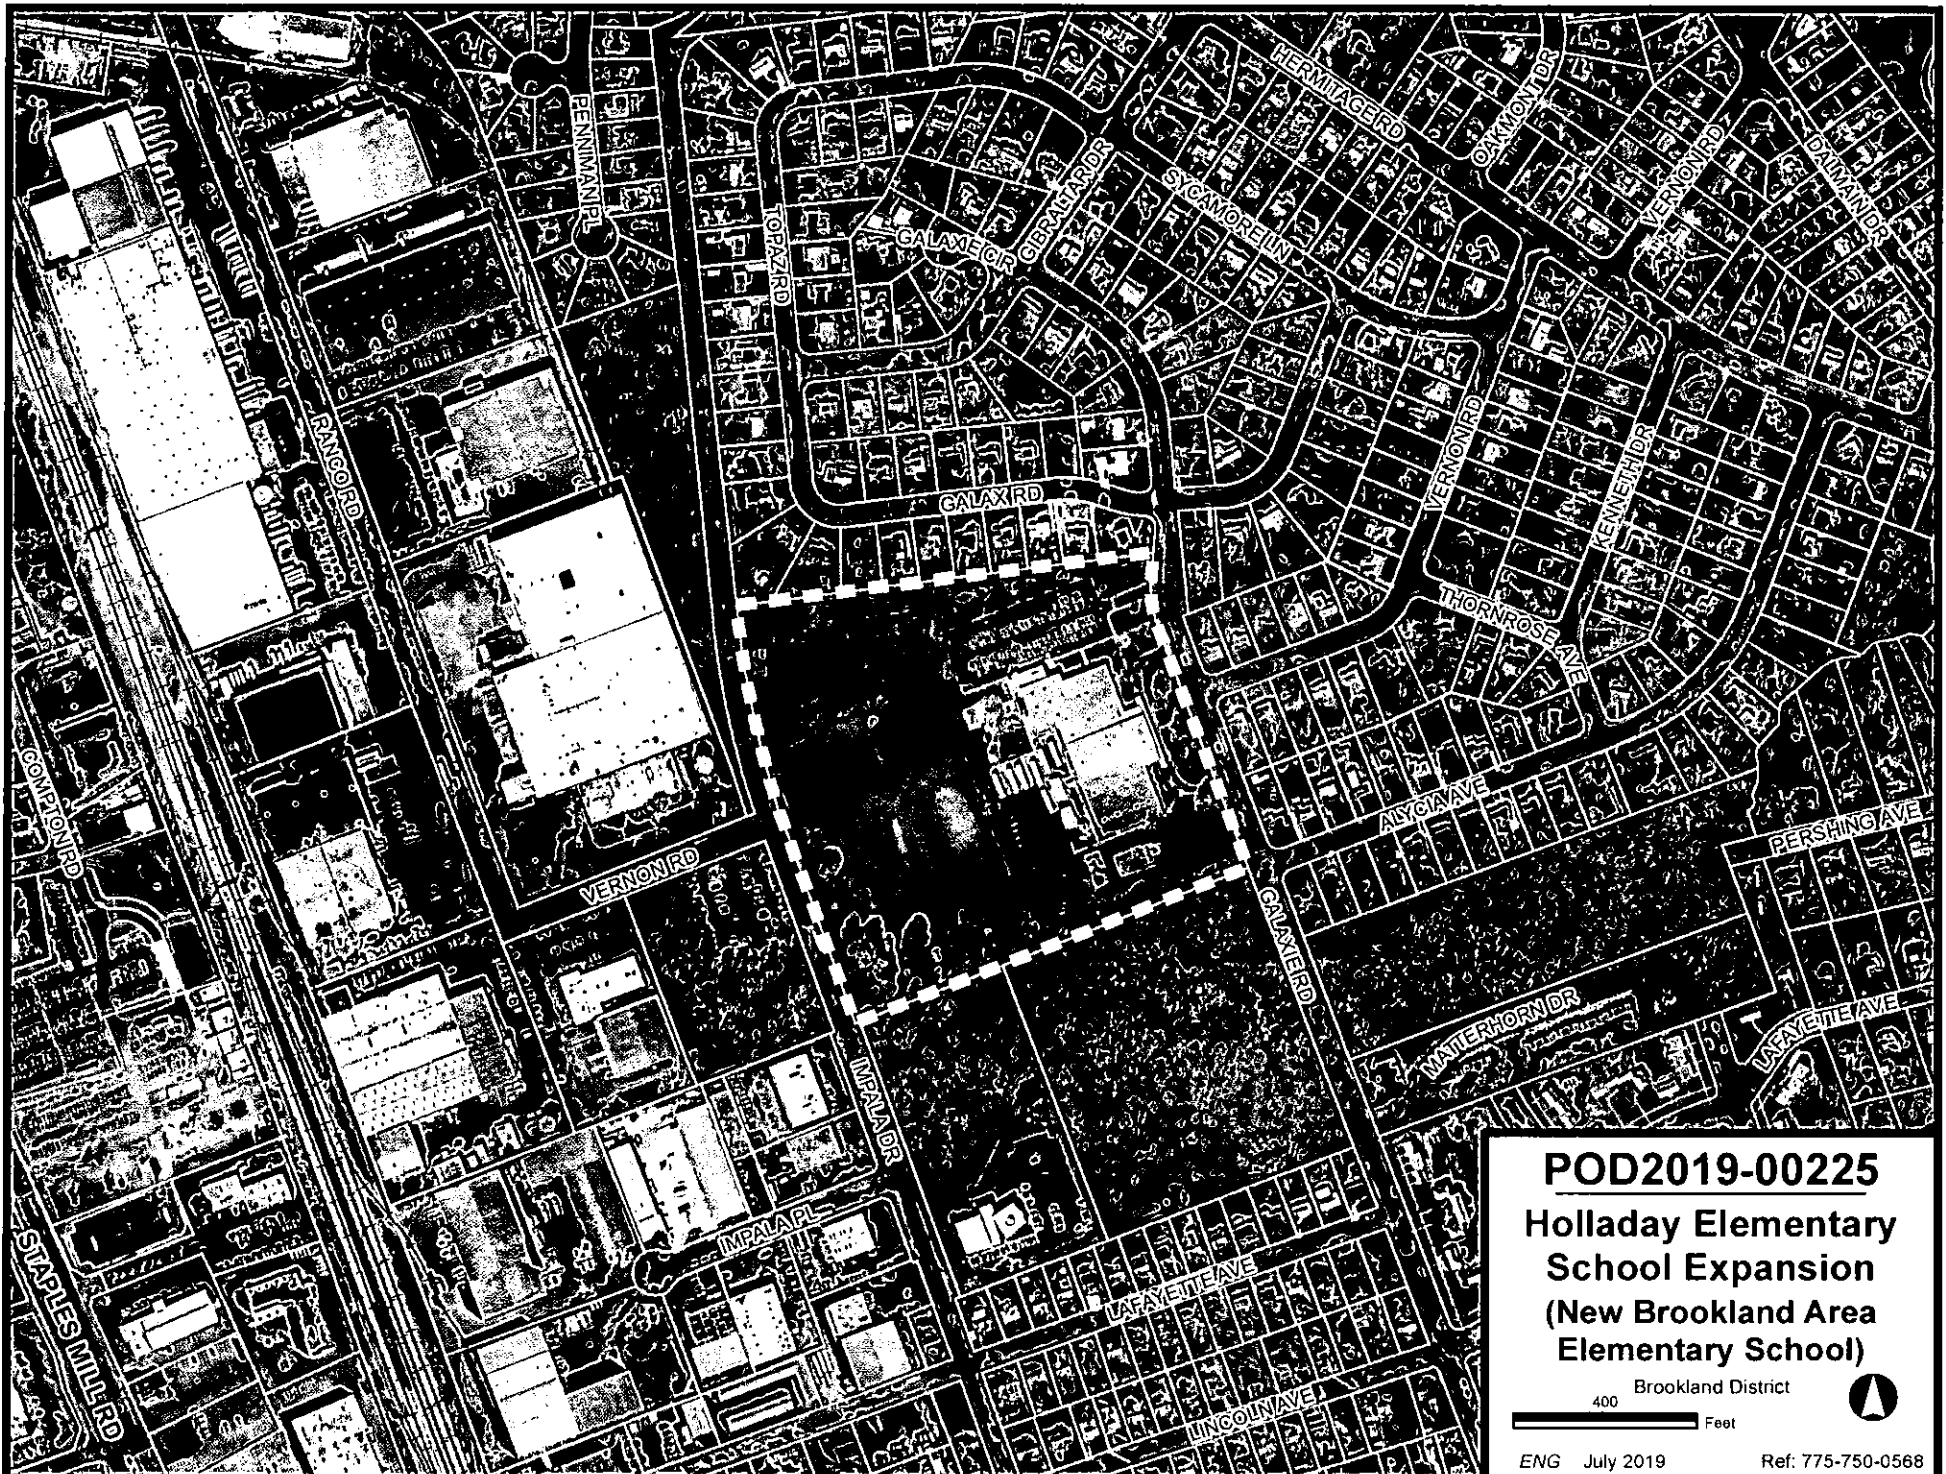 HERMITAGE RD
OAKMONT DR
PENNIMAN PL
VERNON RD
DALMAIN DR
GIBRALTAR DR
SYCAMORE LN
TOPAZ RD
GALAXIE CIR
RANCO RD
VERNON RD
KENNETH DR
GALAX RD
THORNROSE AVE
COMPTON RD
ALYCIA AVE
PERSHING AVE
VERNON RD
GALAXIE RD
MATTERHORN DR
LAFAYETTE AVE
IMPALA DR
IMPALA PL
STAPLES MILL RD
LAFAYETTE AVE
LINCOLN AVE
POD2019-00225
Holladay Elementary
School Expansion
(New Brookland Area
Elementary School)
Brookland District
400
Feet
ENG July 2019 Ref: 775-750-0568